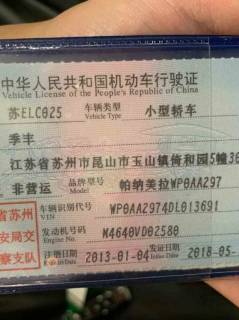 中华人民共和国机动车行驶证
Vehicle License of the People's Republic of China
苏ELC025 车辆类型 Vehicle Type 小型轿车
季丰
江苏省苏州市昆山市玉山镇倚和园5幢
非营运 品牌型号 Model 帕纳美拉WP0AA297
省苏州 车辆识别代号 VIN WP0AA2974DL013691
安局交 发动机号码 Engine No. M4640VD02580
察支队 注册日期 Register Date 2013-01-04 发证日期 Issue Date 2018-05-